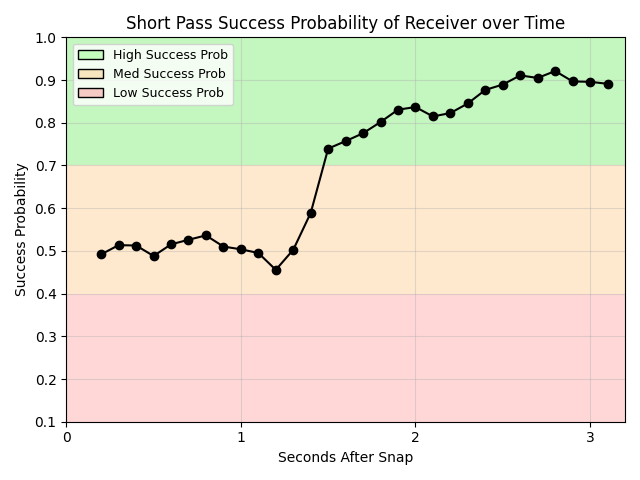 Short Pass Success Probability of Receiver over Time
High Success Prob
Med Success Prob
Low Success Prob
Success Probability
1.0
0.9
0.8
0.7
0.6
0.5
0.4
0.3
0.2
0.1
0 1 2 3
Seconds After Snap